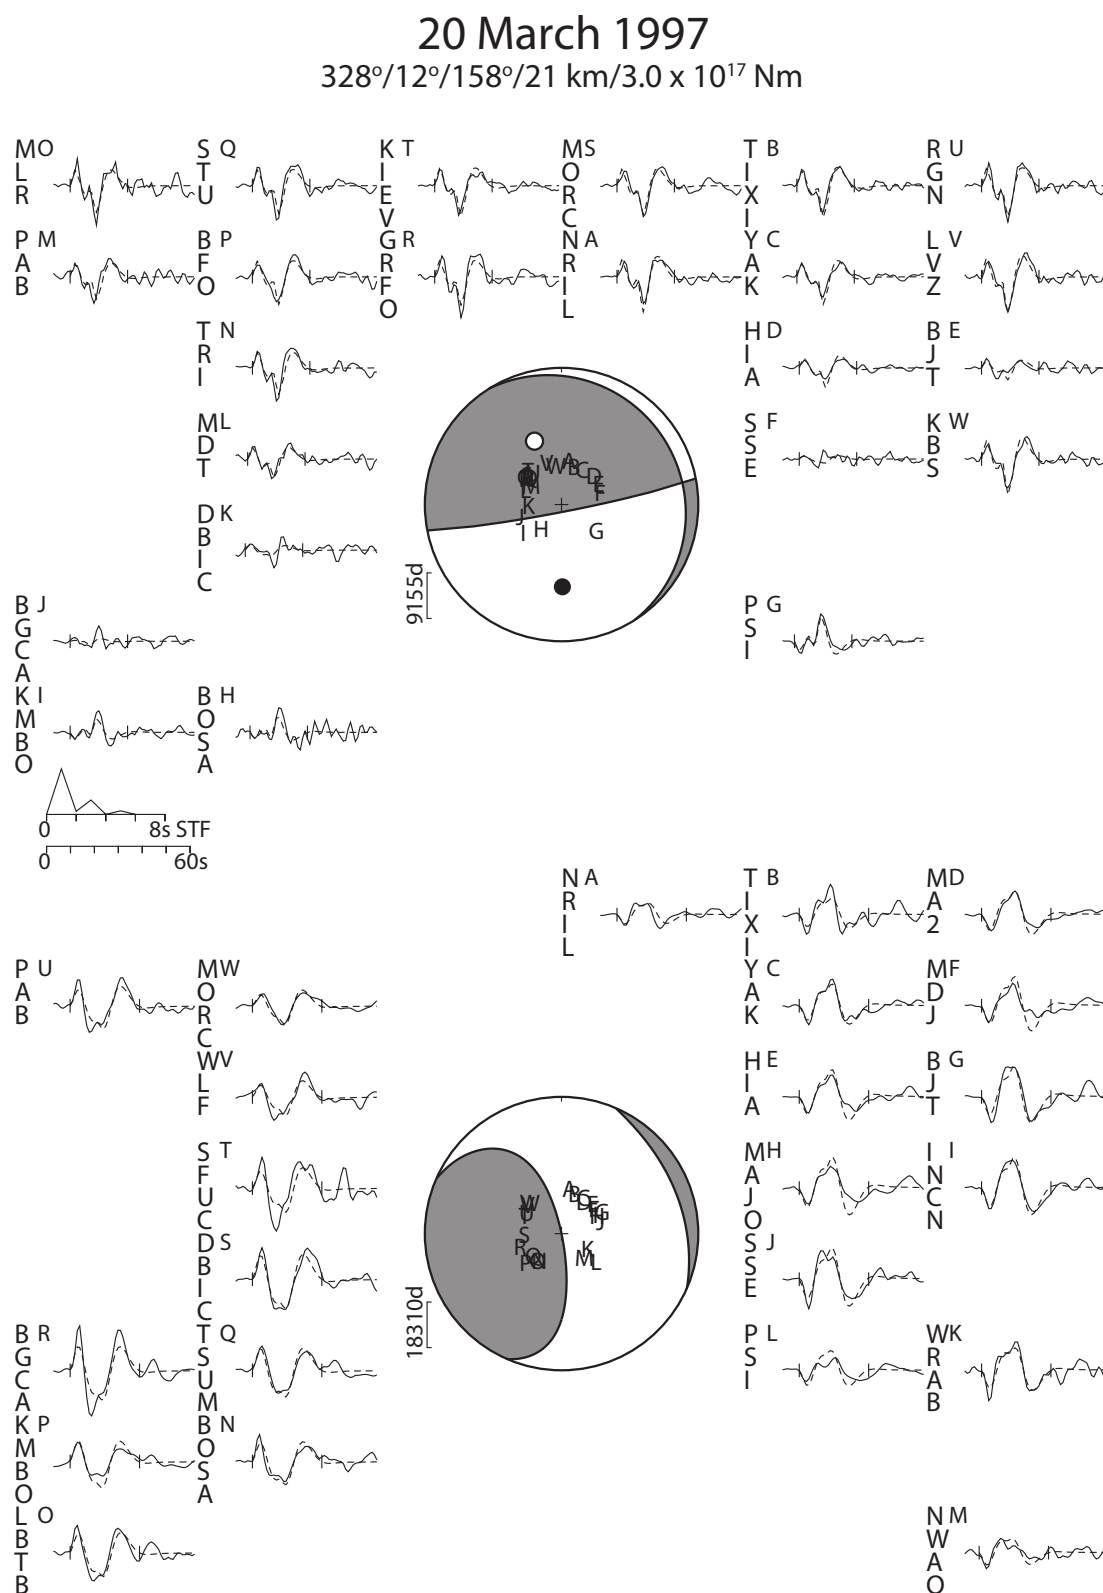 20 March 1997
328°/12°/158°/21 km/3.0 x 10¹⁷ Nm
MLR O
STU Q
KIEV T
MORC S
TIXI B
RGN U
PAB M
BFO P
GRFO R
NRIL A
YAK C
LVZ V
TRI N
HIA D
BJT E
MDT L
SSE F
KBS W
DBIC K
V W A B C D E F
T J
M
K
J I H G
9155d
BGCA J
PSI G
KMBO I
BOSA H
0 8s STF
0 60s
NRIL A
TIXI B
MA2 D
PAB U
MORC W
YAK C
MDJ F
WLF V
HIA E
BJT G
SFUC T
MAJO H
INCN I
DBIC S
SSE J
A B C D E G J
W U
S
R
P Q N
K M L
18310d
BGCA R
TSUM Q
PSI L
WRAB K
KMBO P
BOSA N
LBTB O
NWAO M